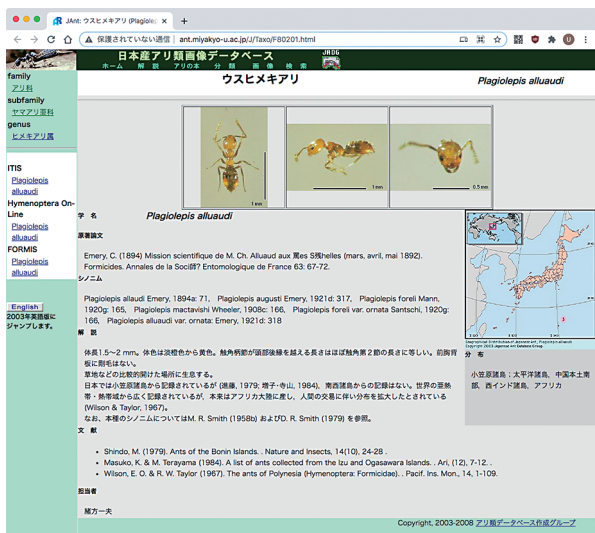 JAnt: ウスヒメキアリ (Plagiolep
保護されていない通信 | ant.miyakyo-u.ac.jp/J/Taxo/F80201.html
日本産アリ類画像データベース
JADG
ホーム 解 説 アリの本 分 類 画 像 検 索
family
アリ科
subfamily
ヤマアリ亜科
genus
ヒメキアリ属
ITIS
Plagiolepis
alluaudi
Hymenoptera On-
Line
Plagiolepis
alluaudi
FORMIS
Plagiolepis
alluaudi
English
2003年英語版に
ジャンプします。
ウスヒメキアリ
Plagiolepis alluaudi
1 mm
1 mm
0.5 mm
学 名 Plagiolepis alluaudi
原著論文
Emery, C. (1894) Mission scientifique de M. Ch. Alluaud aux 厲es S残helles (mars, avril, mai 1892).
Formicides. Annales de la Soci師? Entomologique de France 63: 67-72.
シノニム
Plagiolepis alluaudi Emery, 1894a: 71, Plagiolepis augusti Emery, 1921d: 317, Plagiolepis foreli Mann,
1920g: 165, Plagiolepis mactavishi Wheeler, 1908c: 166, Plagiolepis foreli var. ornata Santschi, 1920g:
166, Plagiolepis alluaudi var. ornata: Emery, 1921d: 318
解 説
体長1.5〜2 mm. 体色は淡橙色から黄色。触角柄節が頭部後縁を越える長さはほぼ触角第２節の長さに等しい。前胸背
板に剛毛はない。
草地などの比較的開けた場所に生息する。
日本では小笠原諸島から記録されているが (進藤, 1979; 増子･寺山, 1984), 南西諸島からの記録はない。世界の亜熱
帯・熱帯域から広く記録されているが, 本来はアフリカ大陸に産し, 人間の交易に伴い分布を拡大したとされている
(Wilson & Taylor, 1967)。
なお、本種のシノニムについてはM. R. Smith (1958b) およびD. R. Smith (1979) を参照。
文 献
• Shindo, M. (1979). Ants of the Bonin Islands. . Nature and Insects, 14(10), 24-28 .
• Masuko, K. & M. Terayama (1984). A list of ants collected from the Izu and Ogasawara Islands. . Ari, (12), 7-12. .
• Wilson, E. O. & R. W. Taylor (1967). The ants of Polynesia (Hymenoptera: Formicidae). . Pacif. Ins. Mon., 14, 1-109.
担当者
緒方一夫
Geographical Distribution of Japanese Ant, Plagiolepis alluaudi
Copyright 2003 Japanese Ant Database Group
分 布
小笠原諸島：太平洋諸島、中国本土南
部、西インド諸島、アフリカ
Copyright, 2003-2008 アリ類データベース作成グループ